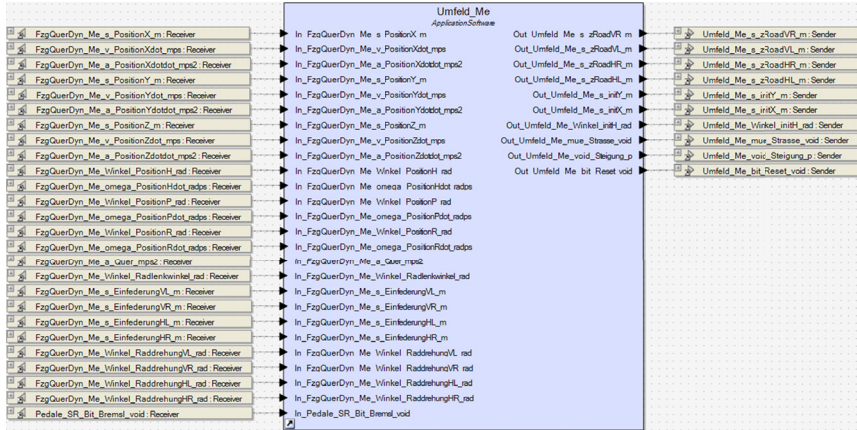 Umfeld_Me
ApplicationSoftware
FzgQuerDyn_Me_s_PositionX_m : Receiver
FzgQuerDyn_Me_v_PositionXdot_mps : Receiver
FzgQuerDyn_Me_a_PositionXdotdot_mps2 : Receiver
FzgQuerDyn_Me_s_PositionY_m : Receiver
FzgQuerDyn_Me_v_PositionYdot_mps : Receiver
FzgQuerDyn_Me_a_PositionYdotdot_mps2 : Receiver
FzgQuerDyn_Me_s_PositionZ_m : Receiver
FzgQuerDyn_Me_v_PositionZdot_mps : Receiver
FzgQuerDyn_Me_a_PositionZdotdot_mps2 : Receiver
FzgQuerDyn_Me_Winkel_PositionH_rad : Receiver
FzgQuerDyn_Me_omega_PositionHdot_radps : Receiver
FzgQuerDyn_Me_Winkel_PositionP_rad : Receiver
FzgQuerDyn_Me_omega_PositionPdot_radps : Receiver
FzgQuerDyn_Me_Winkel_PositionR_rad : Receiver
FzgQuerDyn_Me_omega_PositionRdot_radps : Receiver
FzgQuerDyn_Me_a_Quer_mps2 : Receiver
FzgQuerDyn_Me_Winkel_Radlenkwinkel_rad : Receiver
FzgQuerDyn_Me_s_EinfederungVL_m : Receiver
FzgQuerDyn_Me_s_EinfederungVR_m : Receiver
FzgQuerDyn_Me_s_EinfederungHL_m : Receiver
FzgQuerDyn_Me_s_EinfederungHR_m : Receiver
FzgQuerDyn_Me_Winkel_RaddrehungVL_rad : Receiver
FzgQuerDyn_Me_Winkel_RaddrehungVR_rad : Receiver
FzgQuerDyn_Me_Winkel_RaddrehungHL_rad : Receiver
FzgQuerDyn_Me_Winkel_RaddrehungHR_rad : Receiver
Pedale_SR_Bit_Bremsl_void : Receiver
In_FzgQuerDyn_Me_s_PositionX_m
In_FzgQuerDyn_Me_v_PositionXdot_mps
In_FzgQuerDyn_Me_a_PositionXdotdot_mps2
In_FzgQuerDyn_Me_s_PositionY_m
In_FzgQuerDyn_Me_v_PositionYdot_mps
In_FzgQuerDyn_Me_a_PositionYdotdot_mps2
In_FzgQuerDyn_Me_s_PositionZ_m
In_FzgQuerDyn_Me_v_PositionZdot_mps
In_FzgQuerDyn_Me_a_PositionZdotdot_mps2
In_FzgQuerDyn_Me_Winkel_PositionH_rad
In_FzgQuerDyn_Me_omega_PositionHdot_radps
In_FzgQuerDyn_Me_Winkel_PositionP_rad
In_FzgQuerDyn_Me_omega_PositionPdot_radps
In_FzgQuerDyn_Me_Winkel_PositionR_rad
In_FzgQuerDyn_Me_omega_PositionRdot_radps
In_FzgQuerDyn_Me_a_Quer_mps2
In_FzgQuerDyn_Me_Winkel_Radlenkwinkel_rad
In_FzgQuerDyn_Me_s_EinfederungVL_m
In_FzgQuerDyn_Me_s_EinfederungVR_m
In_FzgQuerDyn_Me_s_EinfederungHL_m
In_FzgQuerDyn_Me_s_EinfederungHR_m
In_FzgQuerDyn_Me_Winkel_RaddrehungVL_rad
In_FzgQuerDyn_Me_Winkel_RaddrehungVR_rad
In_FzgQuerDyn_Me_Winkel_RaddrehungHL_rad
In_FzgQuerDyn_Me_Winkel_RaddrehungHR_rad
In_Pedale_SR_Bit_Bremsl_void
Out_Umfeld_Me_s_zRoadVR_m
Out_Umfeld_Me_s_zRoadVL_m
Out_Umfeld_Me_s_zRoadHR_m
Out_Umfeld_Me_s_zRoadHL_m
Out_Umfeld_Me_s_initY_m
Out_Umfeld_Me_s_initX_m
Out_Umfeld_Me_Winkel_initH_rad
Out_Umfeld_Me_mue_Strasse_void
Out_Umfeld_Me_void_Steigung_p
Out_Umfeld_Me_bit_Reset_void
Umfeld_Me_s_zRoadVR_m : Sender
Umfeld_Me_s_zRoadVL_m : Sender
Umfeld_Me_s_zRoadHR_m : Sender
Umfeld_Me_s_zRoadHL_m : Sender
Umfeld_Me_s_initY_m : Sender
Umfeld_Me_s_initX_m : Sender
Umfeld_Me_Winkel_initH_rad : Sender
Umfeld_Me_mue_Strasse_void : Sender
Umfeld_Me_void_Steigung_p : Sender
Umfeld_Me_bit_Reset_void : Sender